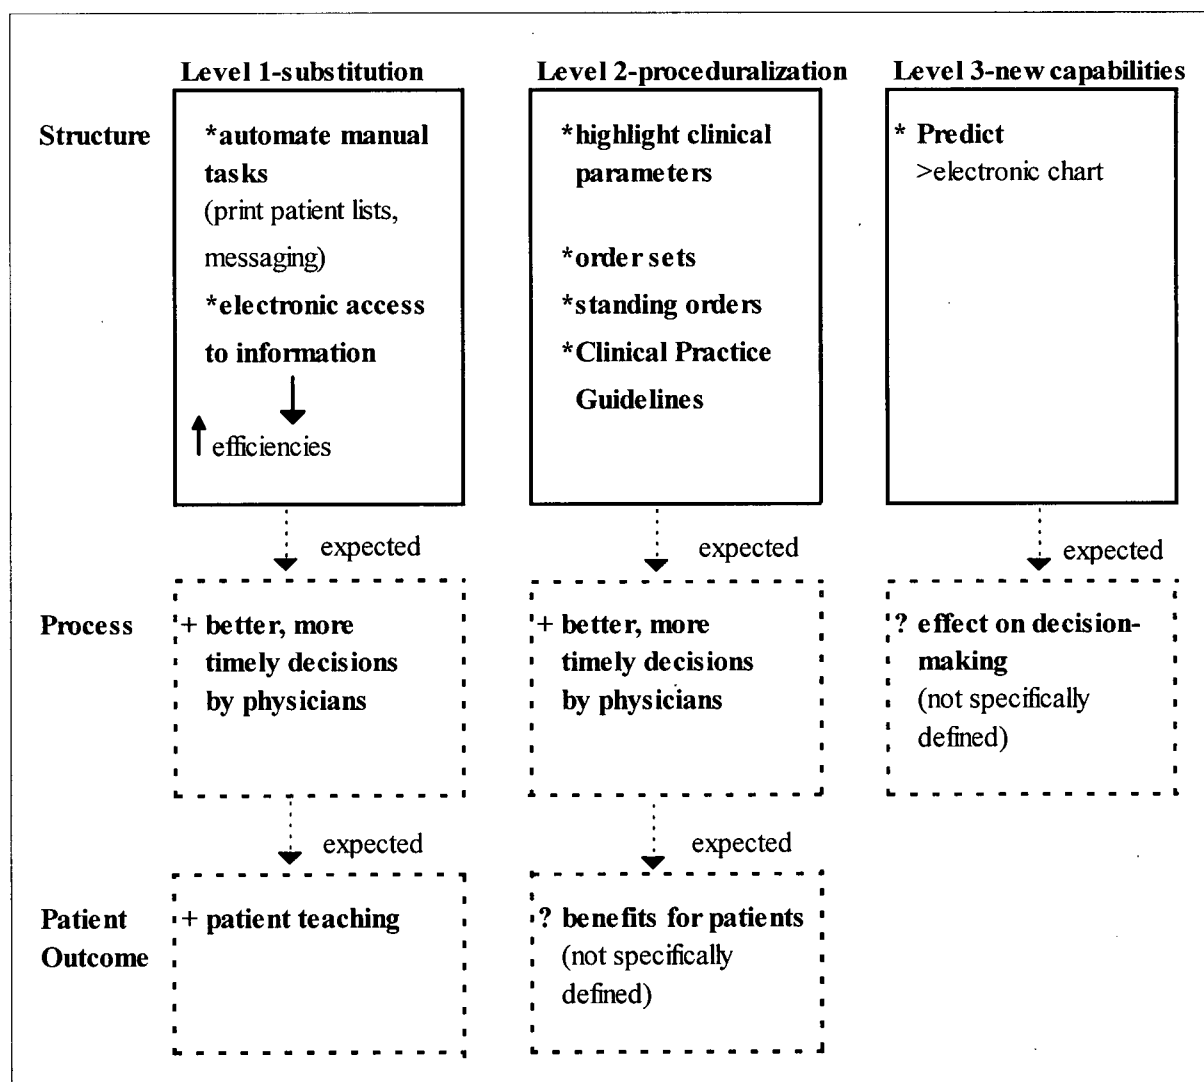 Level 1-substitution
Level 2-proceduralization
Level 3-new capabilities
Structure
*automate manual
tasks
(print patient lists,
messaging)
*electronic access
to information
efficiencies
*highlight clinical
parameters
*order sets
*standing orders
*Clinical Practice
Guidelines
* Predict
>electronic chart
expected
expected
expected
Process
+ better, more
timely decisions
by physicians
+ better, more
timely decisions
by physicians
? effect on decision-
making
(not specifically
defined)
expected
expected
Patient
Outcome
+ patient teaching
? benefits for patients
(not specifically
defined)